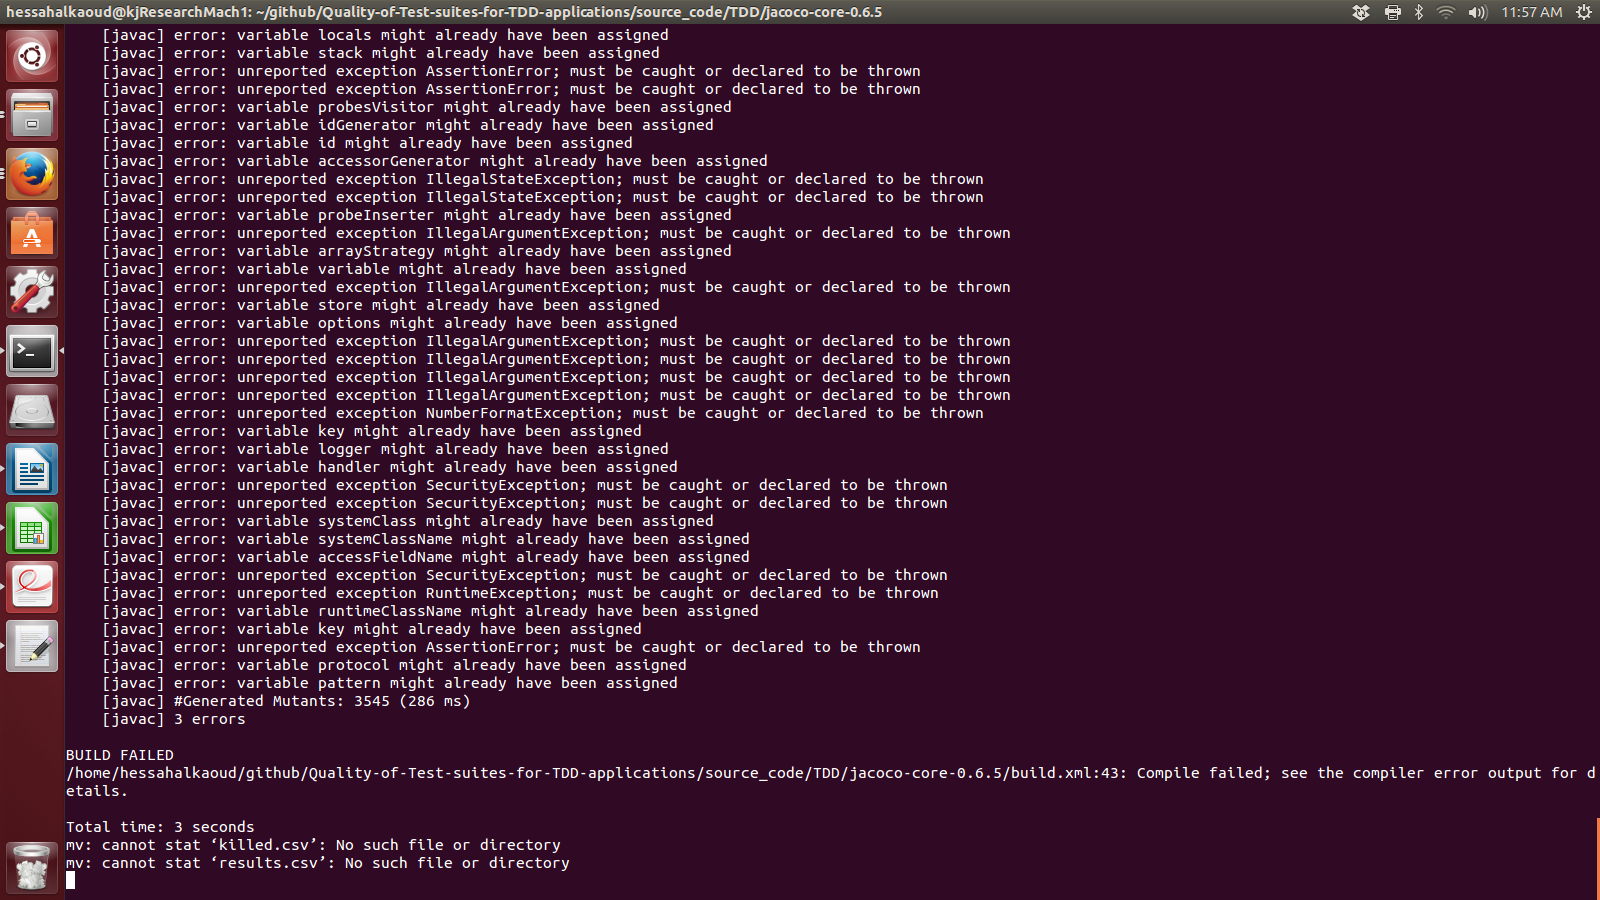 hessahalkaoud@kjResearchMach1: ~/github/Quality-of-Test-suites-for-TDD-applications/source_code/TDD/jacoco-core-0.6.5
11:57 AM
[javac] error: variable locals might already have been assigned
[javac] error: variable stack might already have been assigned
[javac] error: unreported exception AssertionError; must be caught or declared to be thrown
[javac] error: unreported exception AssertionError; must be caught or declared to be thrown
[javac] error: variable probesVisitor might already have been assigned
[javac] error: variable idGenerator might already have been assigned
[javac] error: variable id might already have been assigned
[javac] error: variable accessorGenerator might already have been assigned
[javac] error: unreported exception IllegalStateException; must be caught or declared to be thrown
[javac] error: unreported exception IllegalStateException; must be caught or declared to be thrown
[javac] error: variable probeInserter might already have been assigned
[javac] error: unreported exception IllegalArgumentException; must be caught or declared to be thrown
[javac] error: variable arrayStrategy might already have been assigned
[javac] error: variable variable might already have been assigned
[javac] error: unreported exception IllegalArgumentException; must be caught or declared to be thrown
[javac] error: variable store might already have been assigned
[javac] error: variable options might already have been assigned
[javac] error: unreported exception IllegalArgumentException; must be caught or declared to be thrown
[javac] error: unreported exception IllegalArgumentException; must be caught or declared to be thrown
[javac] error: unreported exception IllegalArgumentException; must be caught or declared to be thrown
[javac] error: unreported exception IllegalArgumentException; must be caught or declared to be thrown
[javac] error: unreported exception NumberFormatException; must be caught or declared to be thrown
[javac] error: variable key might already have been assigned
[javac] error: variable logger might already have been assigned
[javac] error: variable handler might already have been assigned
[javac] error: unreported exception SecurityException; must be caught or declared to be thrown
[javac] error: unreported exception SecurityException; must be caught or declared to be thrown
[javac] error: variable systemClass might already have been assigned
[javac] error: variable systemClassName might already have been assigned
[javac] error: variable accessFieldName might already have been assigned
[javac] error: unreported exception SecurityException; must be caught or declared to be thrown
[javac] error: unreported exception RuntimeException; must be caught or declared to be thrown
[javac] error: variable runtimeClassName might already have been assigned
[javac] error: variable key might already have been assigned
[javac] error: unreported exception AssertionError; must be caught or declared to be thrown
[javac] error: variable protocol might already have been assigned
[javac] error: variable pattern might already have been assigned
[javac] #Generated Mutants: 3545 (286 ms)
[javac] 3 errors
BUILD FAILED
/home/hessahalkaoud/github/Quality-of-Test-suites-for-TDD-applications/source_code/TDD/jacoco-core-0.6.5/build.xml:43: Compile failed; see the compiler error output for d
etails.
Total time: 3 seconds
mv: cannot stat ‘killed.csv’: No such file or directory
mv: cannot stat ‘results.csv’: No such file or directory